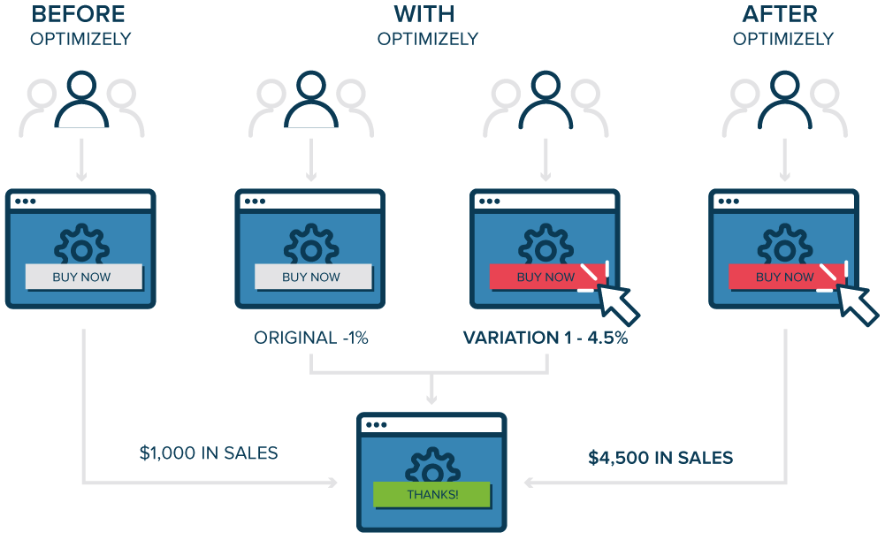 BEFORE
OPTIMIZELY
WITH
OPTIMIZELY
AFTER
OPTIMIZELY
BUY NOW
BUY NOW
BUY NOW
BUY NOW
ORIGINAL -1%
VARIATION 1 - 4.5%
$1,000 IN SALES
$4,500 IN SALES
THANKS!